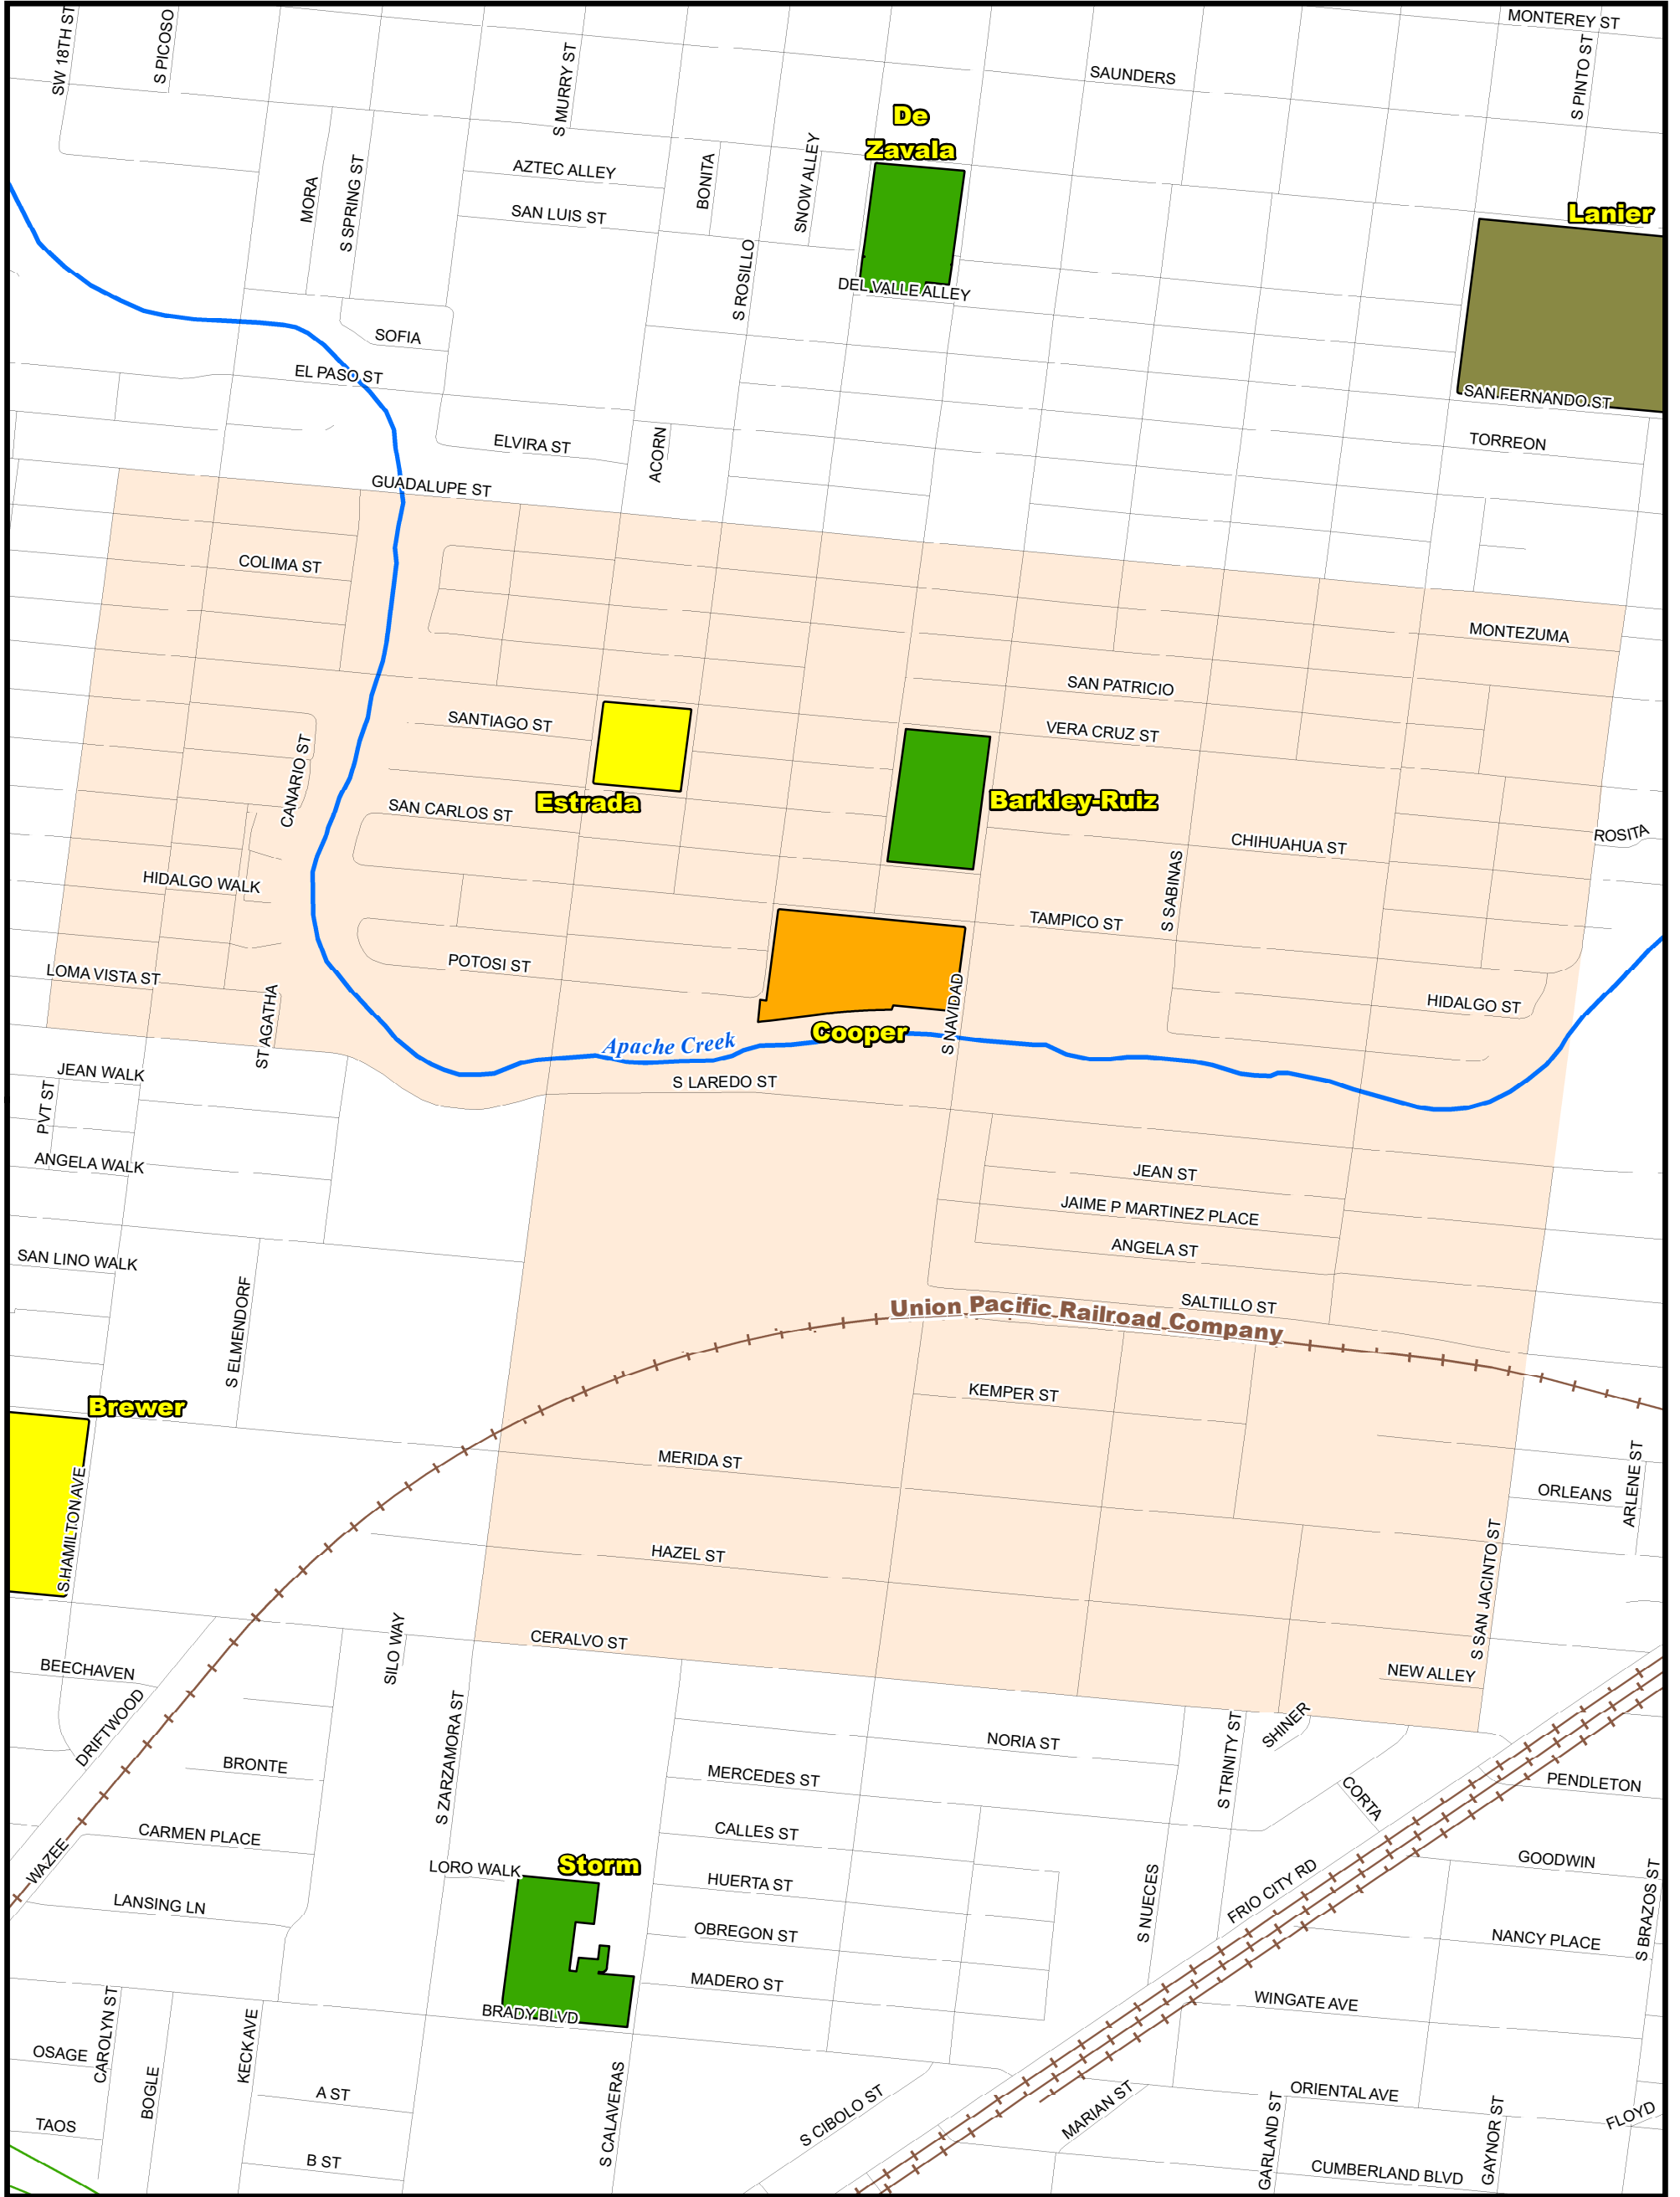 MONTEREY ST
SW 18TH ST
S PICOSO
S MURRY ST
SAUNDERS
S PINTO ST
De
Zavala
AZTEC ALLEY
BONITA
SNOW ALLEY
MORA
S SPRING ST
SAN LUIS ST
Lanier
S ROSILLO
DEL VALLE ALLEY
SOFIA
EL PASO ST
SAN FERNANDO ST
ELVIRA ST
ACORN
TORREON
GUADALUPE ST
COLIMA ST
MONTEZUMA
SAN PATRICIO
SANTIAGO ST
VERA CRUZ ST
CANARIO ST
Estrada
Barkley-Ruiz
SAN CARLOS ST
CHIHUAHUA ST
ROSITA
HIDALGO WALK
S SABINAS
TAMPICO ST
POTOSI ST
LOMA VISTA ST
HIDALGO ST
ST AGATHA
S NAVIDAD
Cooper
Apache Creek
JEAN WALK
S LAREDO ST
PVT ST
ANGELA WALK
JEAN ST
JAIME P MARTINEZ PLACE
ANGELA ST
SAN LINO WALK
S ELMENDORF
SALTILLO ST
Union Pacific Railroad Company
Brewer
KEMPER ST
MERIDA ST
ORLEANS
ARLENE ST
S HAMILTON AVE
HAZEL ST
S SAN JACINTO ST
CERALVO ST
SILO WAY
BEECHAVEN
NEW ALLEY
DRIFTWOOD
S ZARZAMORA ST
NORIA ST
S TRINITY ST
SHINER
BRONTE
MERCEDES ST
CORTA
PENDLETON
CARMEN PLACE
CALLES ST
WAZEE
LORO WALK
Storm
HUERTA ST
GOODWIN
LANSING LN
FRIO CITY RD
S NUECES
OBREGON ST
NANCY PLACE
S BRAZOS ST
MADERO ST
BRADY BLVD
WINGATE AVE
CAROLYN ST
KECK AVE
OSAGE
BOGLE
A ST
S CALAVERAS
S CIBOLO ST
MARIAN ST
ORIENTAL AVE
GARLAND ST
GAYNOR ST
FLOYD
TAOS
B ST
CUMBERLAND BLVD